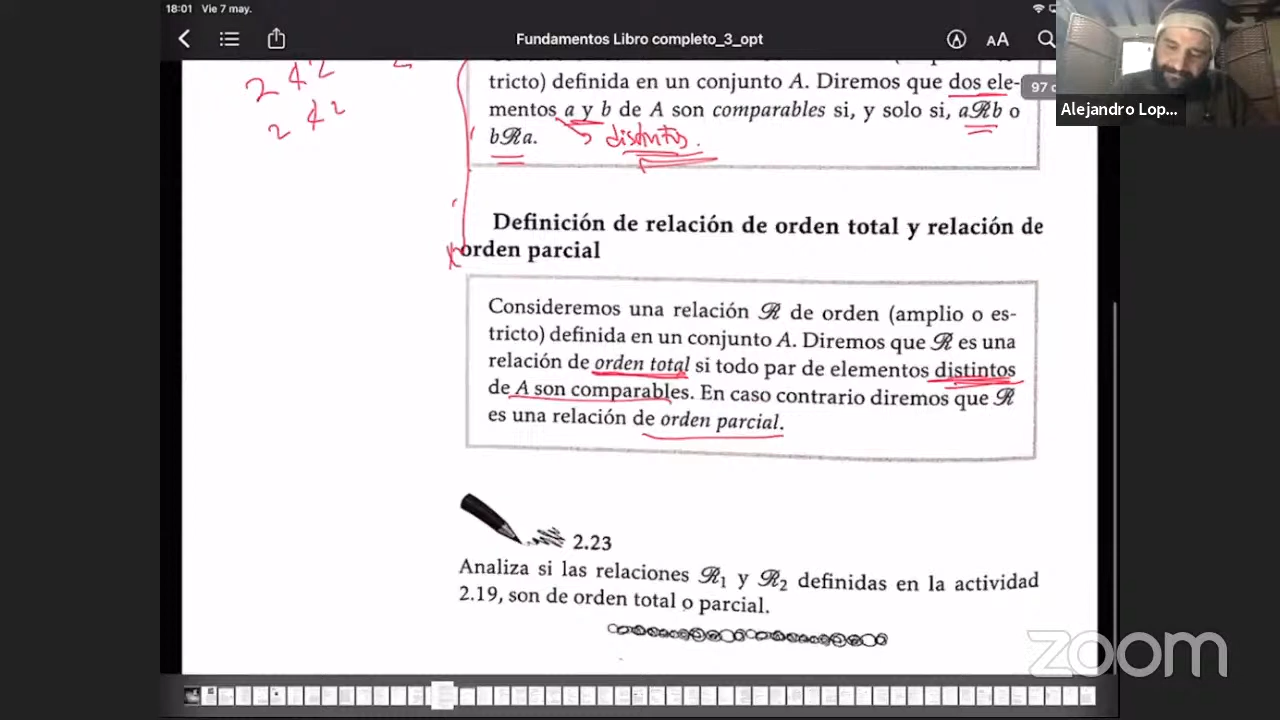 18:01 Vie 7 may.
Fundamentos Libro completo_3_opt
AA
97
Alejandro Lop...
2 ≮ 2
2 ≮ 2
tricto) definida en un conjunto A. Diremos que dos ele-
mentos a y b de A son comparables si, y solo si, aℛb o
bℛa.
distintos.
Definición de relación de orden total y relación de
orden parcial
Consideremos una relación ℛ de orden (amplio o es-
tricto) definida en un conjunto A. Diremos que ℛ es una
relación de orden total si todo par de elementos distintos
de A son comparables. En caso contrario diremos que ℛ
es una relación de orden parcial.
2.23
Analiza si las relaciones ℛ₁ y ℛ₂ definidas en la actividad
2.19, son de orden total o parcial.
zoom